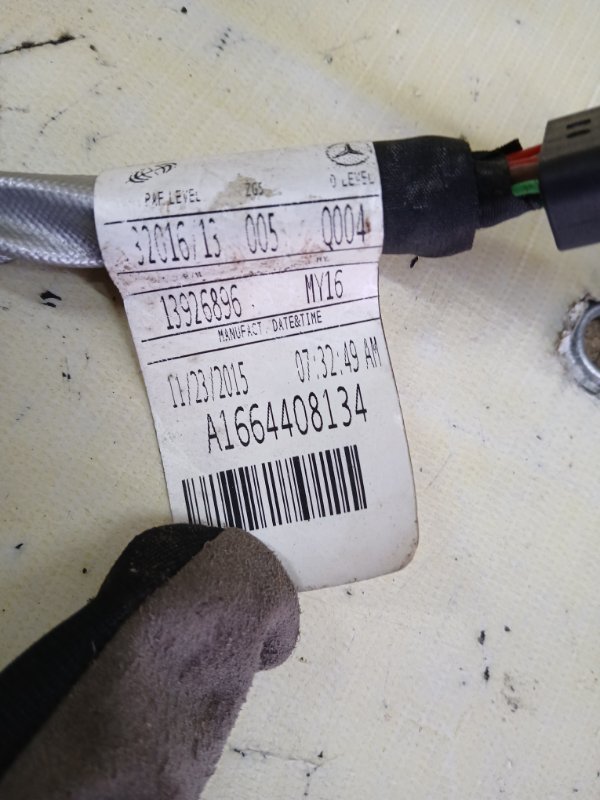 PAF LEVEL ZGS Q LEVEL
32016/13 005 Q004
P/N MY
13926896 MY16
MANUFACT. DATE&TIME
11/23/2015 07:32:49 AM
A1664408134